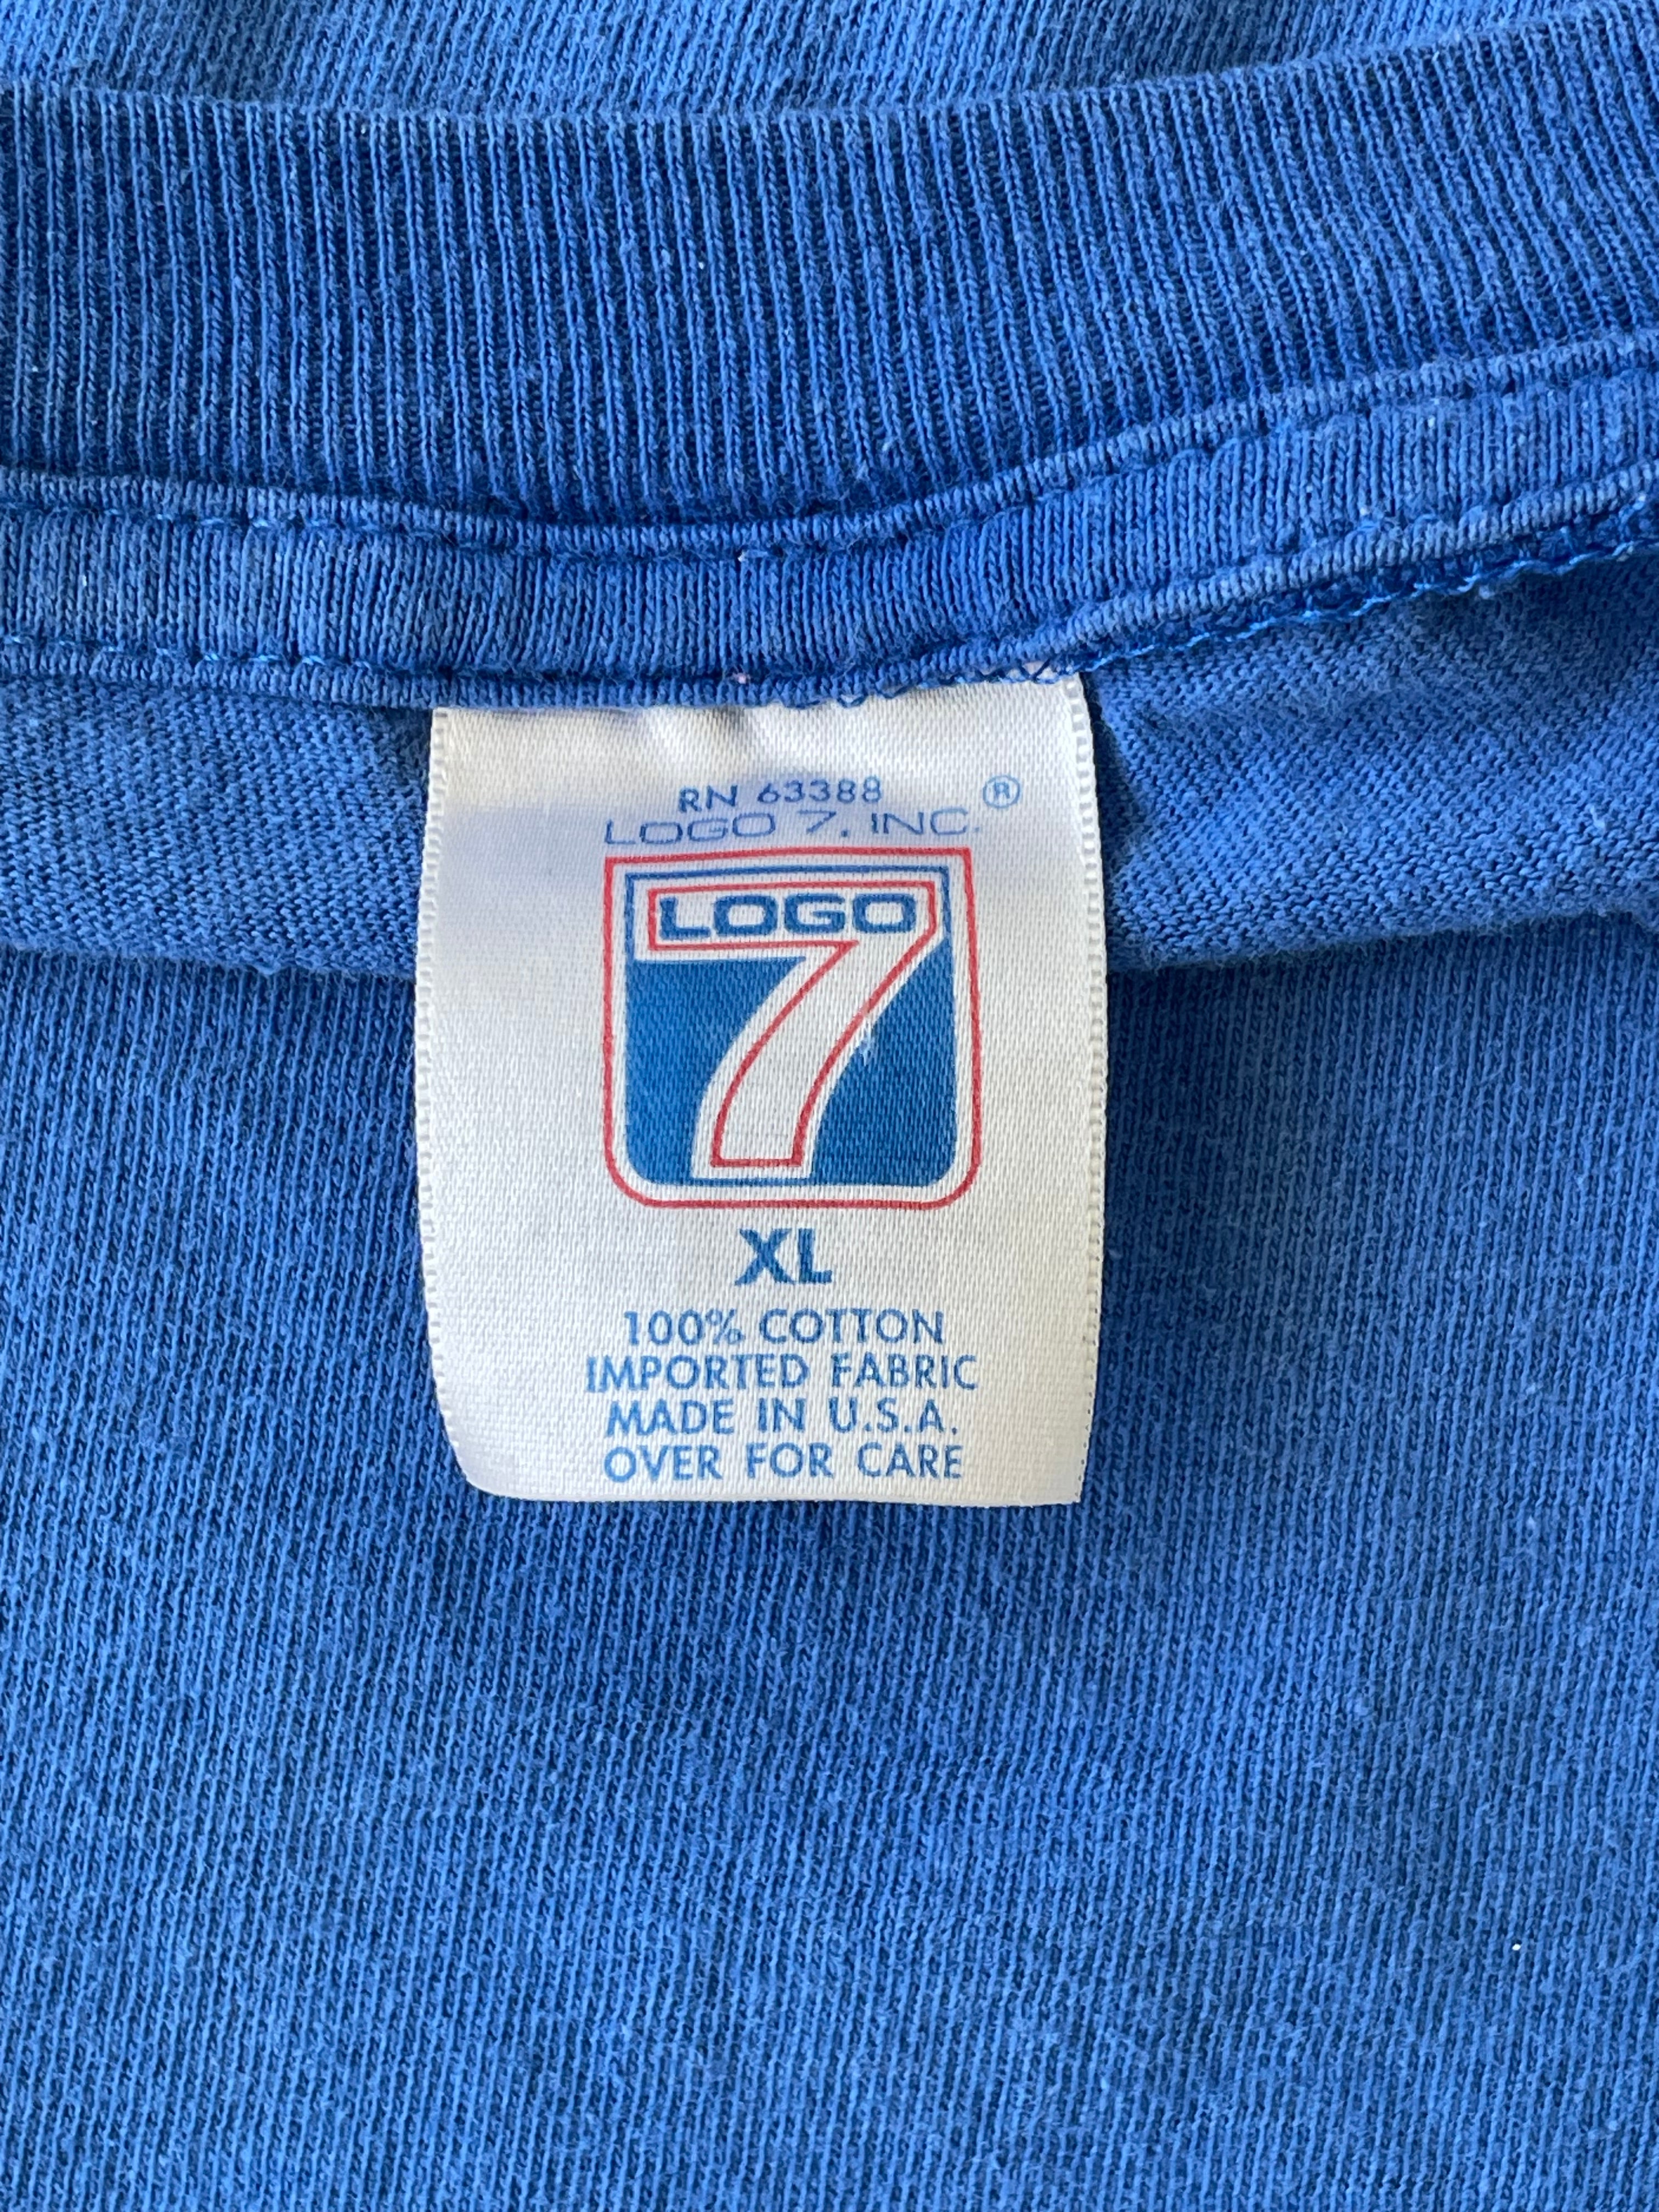 RN 63388 ®
LOGO 7, INC.
LOGO
7
XL
100% COTTON
IMPORTED FABRIC
MADE IN U.S.A.
OVER FOR CARE